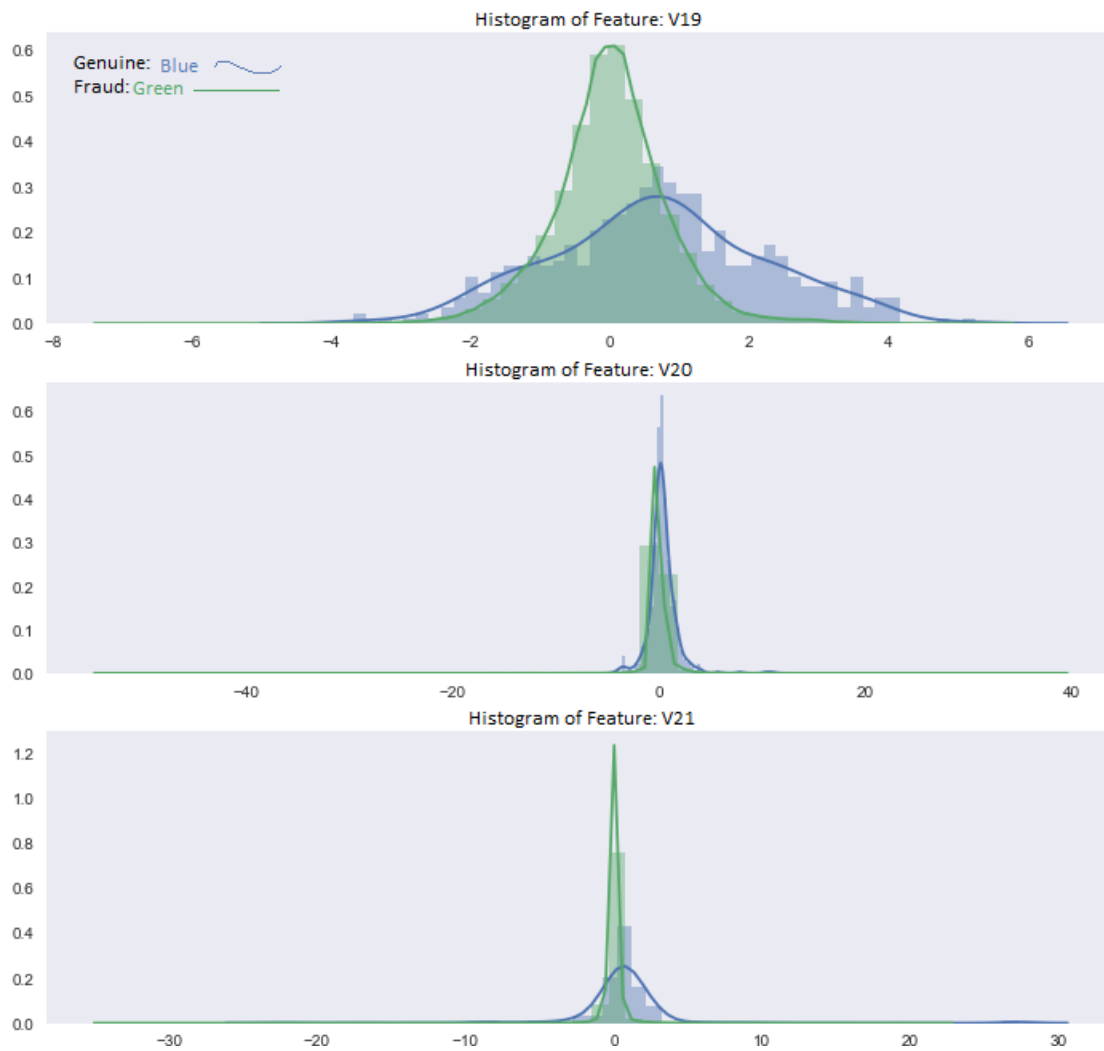 Histogram of Feature: V19
Genuine: Blue
Fraud: Green
0.6
0.5
0.4
0.3
0.2
0.1
0.0
−8 −6 −4 −2 0 2 4 6
Histogram of Feature: V20
0.6
0.5
0.4
0.3
0.2
0.1
0.0
−40 −20 0 20 40
Histogram of Feature: V21
1.2
1.0
0.8
0.6
0.4
0.2
0.0
−30 −20 −10 0 10 20 30